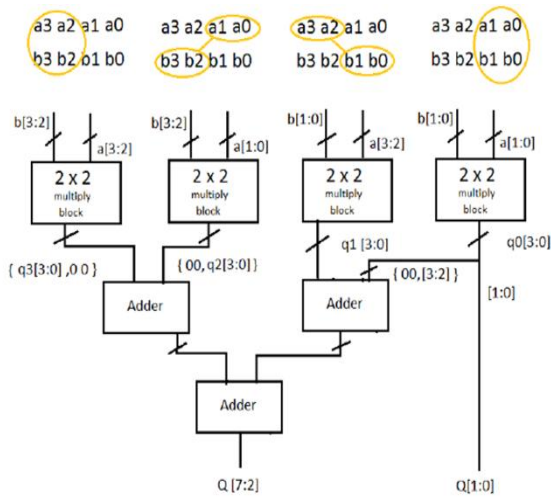 a3 a2 a1 a0 a3 a2 a1 a0 a3 a2 a1 a0 a3 a2 a1 a0
b3 b2 b1 b0 b3 b2 b1 b0 b3 b2 b1 b0 b3 b2 b1 b0
b[3:2] b[3:2] b[1:0] b[1:0]
a[3:2] a[1:0] a[3:2] a[1:0]
2 x 2 2 x 2 2 x 2 2 x 2
multiply multiply multiply multiply
block block block block
q1 [3:0] q0[3:0]
{ q3[3:0] ,0 0 } { 00, q2[3:0] } { 00,[3:2] }
[1:0]
Adder Adder
Adder
Q [7:2] Q[1:0]